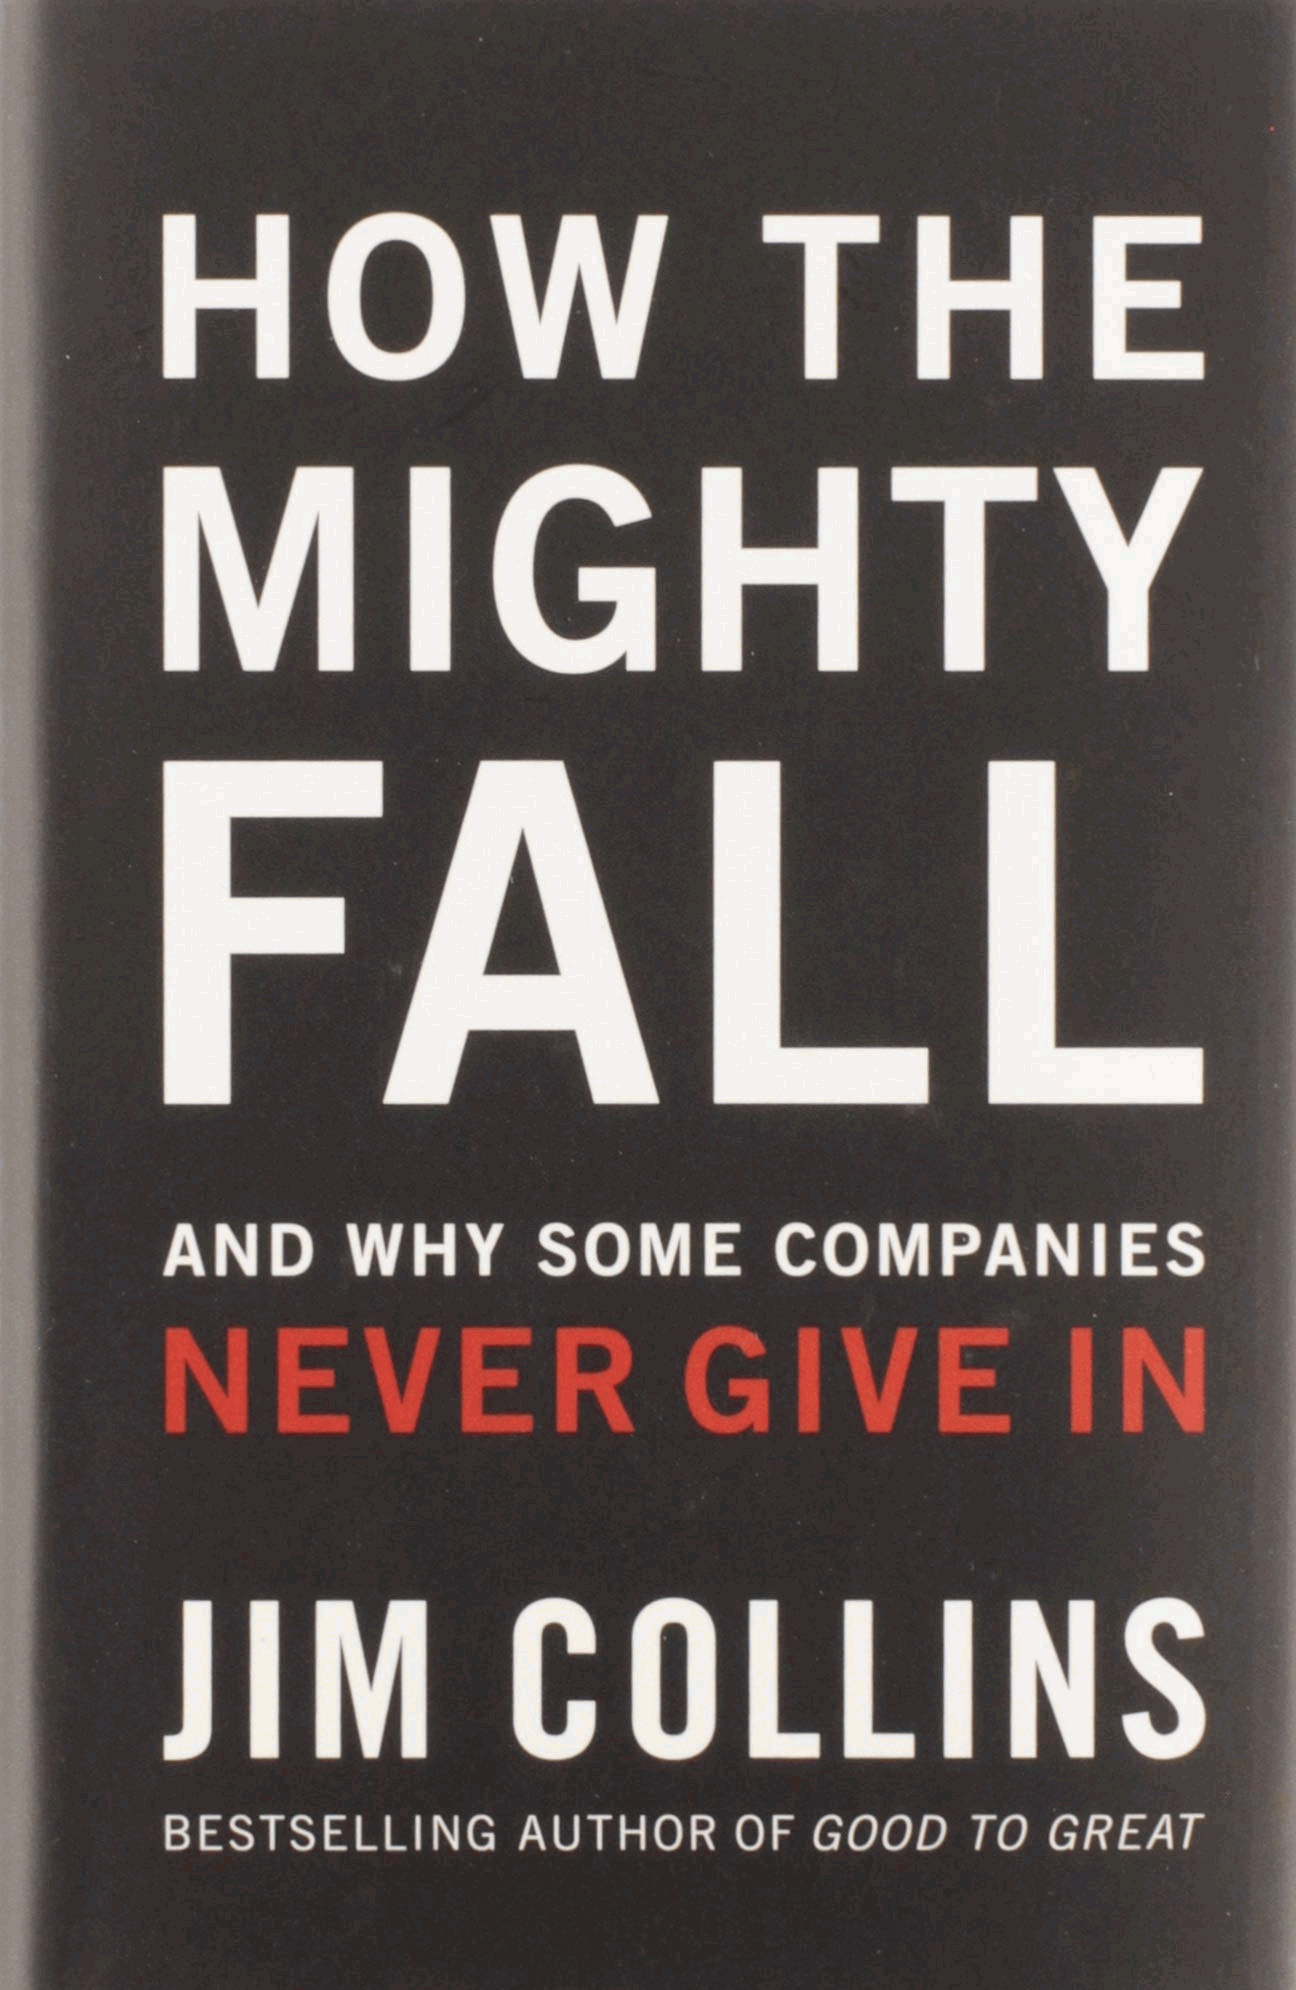 HOW THE
MIGHTY
FALL
AND WHY SOME COMPANIES
NEVER GIVE IN
JIM COLLINS
BESTSELLING AUTHOR OF GOOD TO GREAT